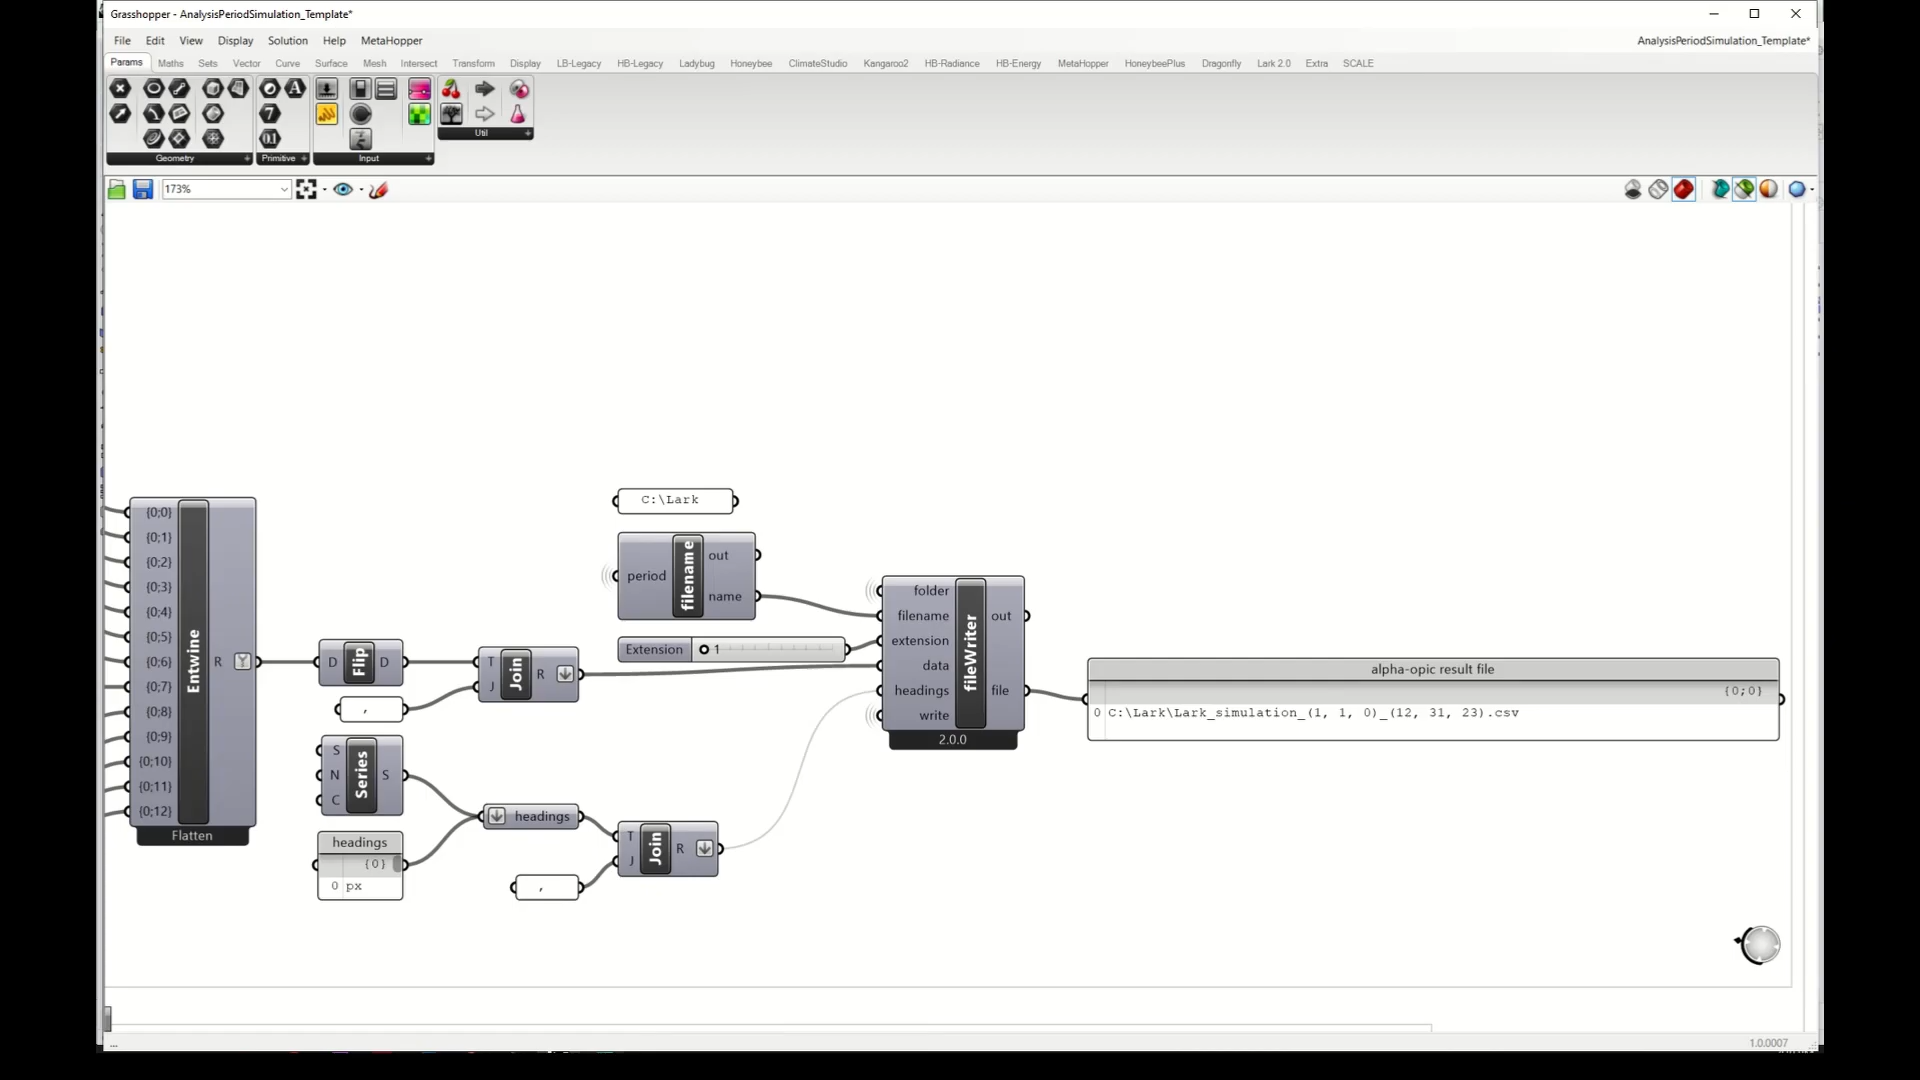 Grasshopper - AnalysisPeriodSimulation_Template*
File Edit View Display Solution Help MetaHopper
AnalysisPeriodSimulation_Template*
Params Maths Sets Vector Curve Surface Mesh Intersect Transform Display LB-Legacy HB-Legacy Ladybug Honeybee ClimateStudio Kangaroo2 HB-Radiance HB-Energy MetaHopper HoneybeePlus Dragonfly Lark 2.0 Extra SCALE
Geometry + Primitive + Input + Util +
173%
C:\Lark
{0;0}
{0;1}
{0;2}
{0;3}
{0;4}
{0;5}
{0;6}
{0;7}
{0;8}
{0;9}
{0;10}
{0;11}
{0;12}
Entwine
R
Flatten
D Flip D
,
T
J
Join
R
S
N
C
Series
S
headings
{0}
0 px
headings
,
T
J
Join
R
period
filename
out
name
Extension 1
folder
filename
extension
data
headings
write
fileWriter
out
file
2.0.0
alpha-opic result file
{0;0}
0 C:\Lark\Lark_simulation_(1, 1, 0)_(12, 31, 23).csv
...
1.0.0007